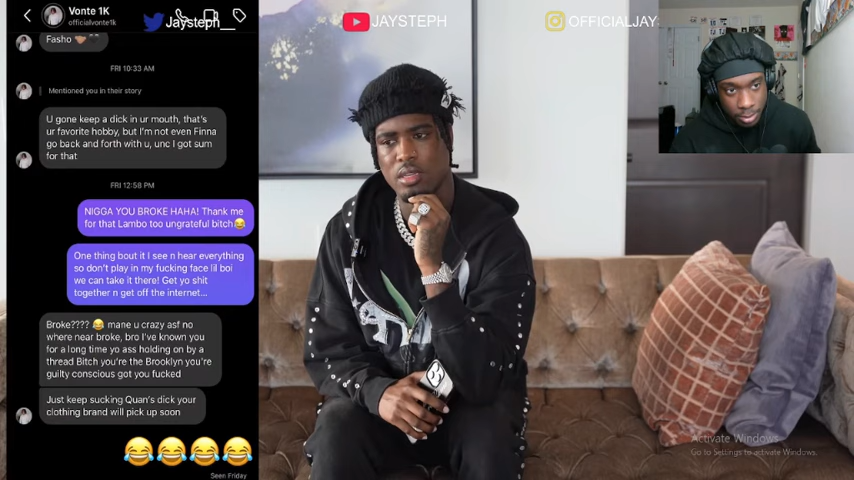 Vonte 1K
officialvonte1k
Jaysteph__
JAYSTEPH
OFFICIALJAY
Fasho
FRI 10:33 AM
Mentioned you in their story
U gone keep a dick in ur mouth, that's
ur favorite hobby, but I'm not even Finna
go back and forth with u, unc I got sum
for that
FRI 12:58 PM
NIGGA YOU BROKE HAHA! Thank me
for that Lambo too ungrateful bitch😂
One thing bout it I see n hear everything
so don't play in my fucking face lil boi
we can take it there! Get yo shit
together n get off the internet...
Broke???? 😂 mane u crazy asf no
where near broke, bro I've known you
for a long time yo ass holding on by a
thread Bitch you're the Brooklyn you're
guilty conscious got you fucked
Just keep sucking Quan's dick your
clothing brand will pick up soon
😂😂😂😂
Seen Friday
Activate Windows
Go to Settings to activate Windows.